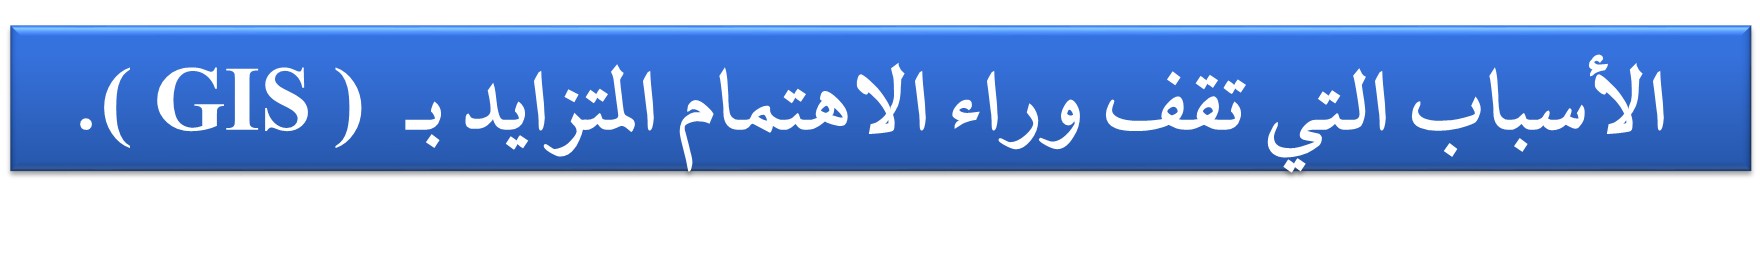 الأسباب التي تقف وراء الاهتمام المتزايد بـ ( GIS ).